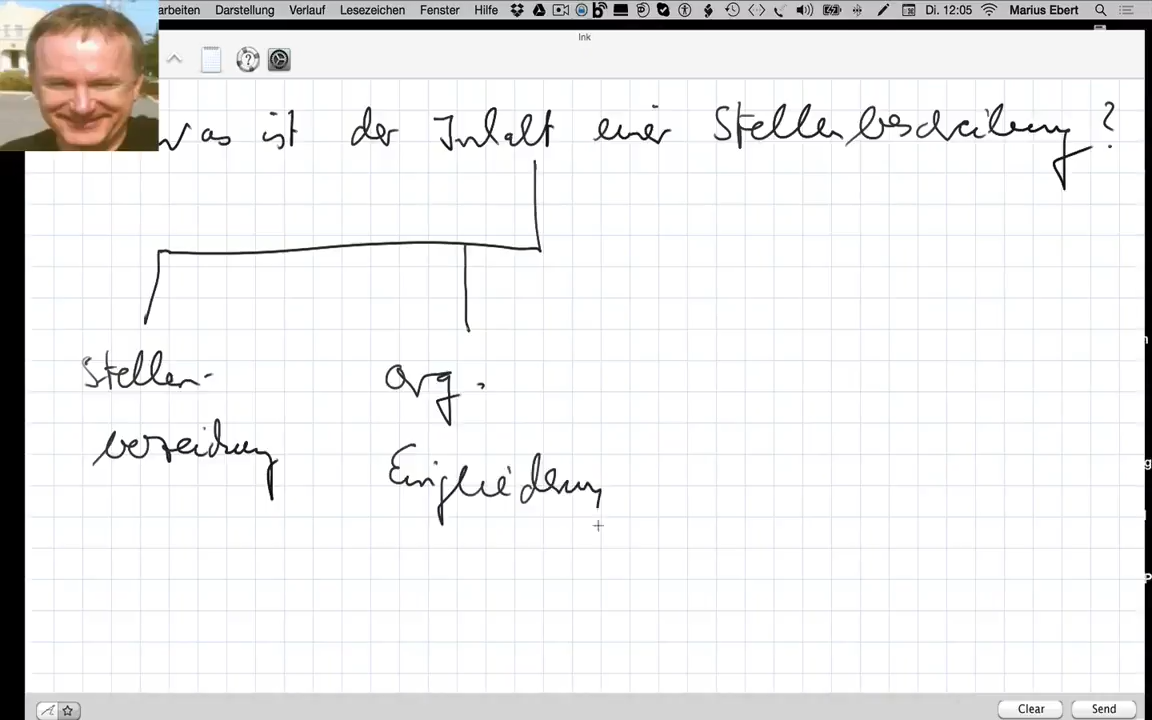 arbeiten Darstellung Verlauf Lesezeichen Fenster Hilfe Di. 12:05 Marius Ebert
Ink
Was ist der Inhalt einer Stellenbeschreibung?
Stellen-
bezeichnung
org.
Eingliederung
Clear Send